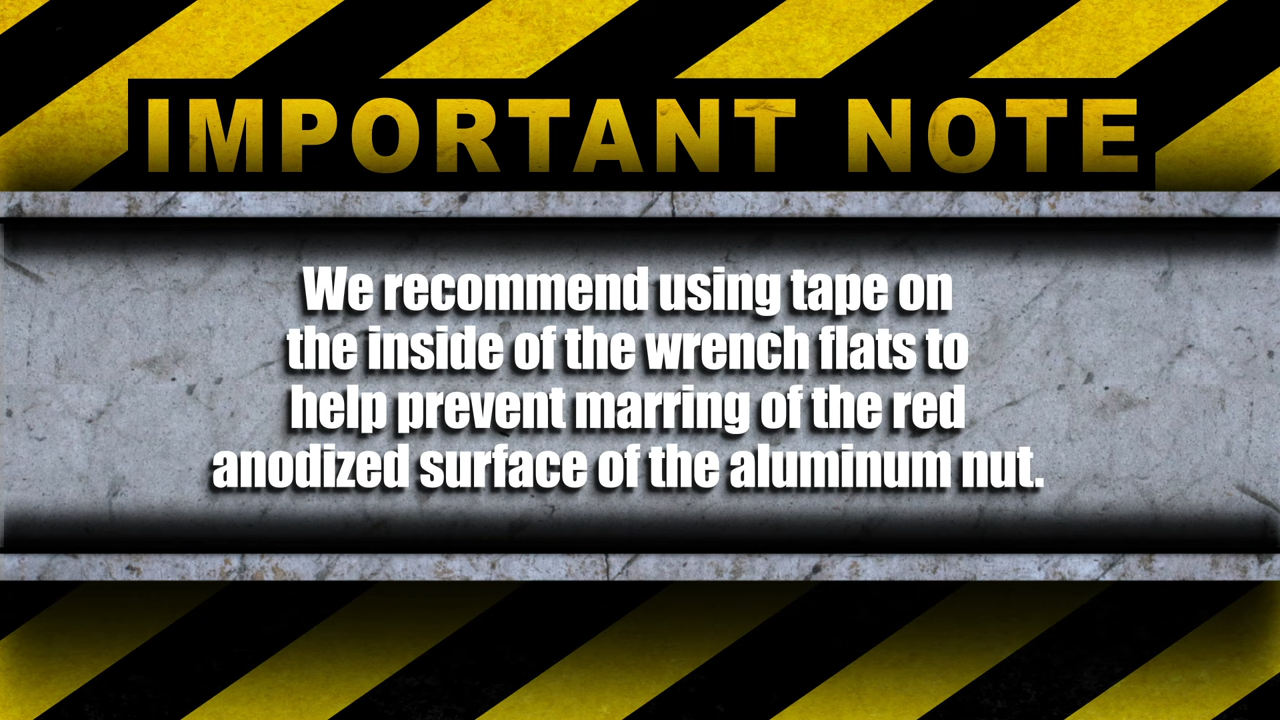 IMPORTANT NOTE
We recommend using tape on
the inside of the wrench flats to
help prevent marring of the red
anodized surface of the aluminum nut.